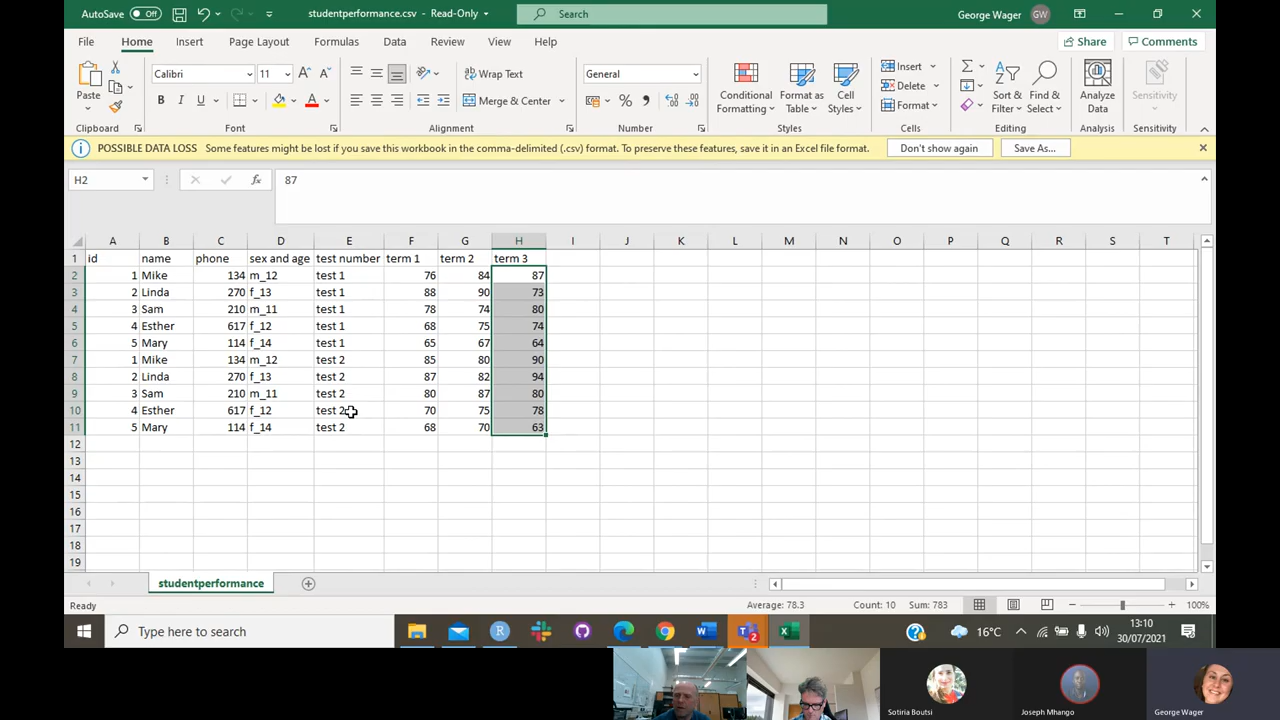 AutoSave Off studentperformance.csv - Read-Only Search George Wager GW
File Home Insert Page Layout Formulas Data Review View Help Share Comments
Paste Calibri 11 B I U Wrap Text Merge & Center General Conditional Formatting Format as Table Cell Styles Insert Delete Format Sort & Filter Find & Select Analyze Data Sensitivity
Clipboard Font Alignment Number Styles Cells Editing Analysis Sensitivity
POSSIBLE DATA LOSS Some features might be lost if you save this workbook in the comma-delimited (.csv) format. To preserve these features, save it in an Excel file format. Don't show again Save As...
H2 fx 87
A B C D E F G H I J K L M N O P Q R S T
1 id name phone sex and age test number term 1 term 2 term 3
2 1 Mike 134 m_12 test 1 76 84 87
3 2 Linda 270 f_13 test 1 88 90 73
4 3 Sam 210 m_11 test 1 78 74 80
5 4 Esther 617 f_12 test 1 68 75 74
6 5 Mary 114 f_14 test 1 65 67 64
7 1 Mike 134 m_12 test 2 85 80 90
8 2 Linda 270 f_13 test 2 87 82 94
9 3 Sam 210 m_11 test 2 80 87 80
10 4 Esther 617 f_12 test 2 70 75 78
11 5 Mary 114 f_14 test 2 68 70 63
12
13
14
15
16
17
18
19
studentperformance
Ready Average: 78.3 Count: 10 Sum: 783 100%
Type here to search 16°C 13:10
30/07/2021
Sotiria Boutsi Joseph Mhango George Wager